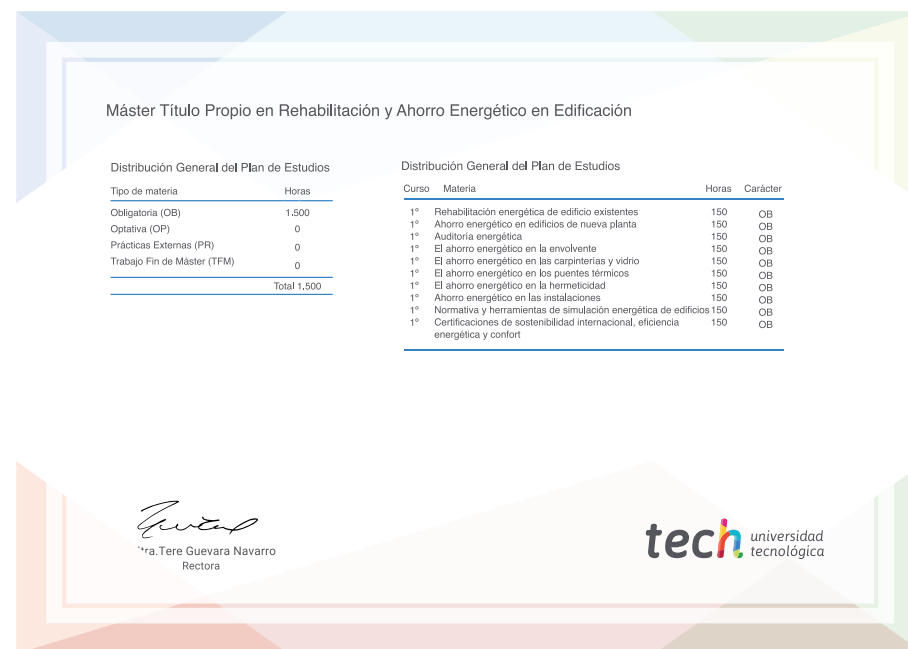 Máster Título Propio en Rehabilitación y Ahorro Energético en Edificación
Distribución General del Plan de Estudios
Tipo de materia Horas
Obligatoria (OB) 1.500
Optativa (OP) 0
Prácticas Externas (PR) 0
Trabajo Fin de Máster (TFM) 0
Total 1.500
Distribución General del Plan de Estudios
Curso Materia Horas Carácter
1º Rehabilitación energética de edificio existentes 150 OB
1º Ahorro energético en edificios de nueva planta 150 OB
1º Auditoría energética 150 OB
1º El ahorro energético en la envolvente 150 OB
1º El ahorro energético en las carpinterías y vidrio 150 OB
1º El ahorro energético en los puentes térmicos 150 OB
1º El ahorro energético en la hermeticidad 150 OB
1º Ahorro energético en las instalaciones 150 OB
1º Normativa y herramientas de simulación energética de edificios 150 OB
1º Certificaciones de sostenibilidad internacional, eficiencia 150 OB
energética y confort
tra.Tere Guevara Navarro
Rectora
tech universidad
tecnológica